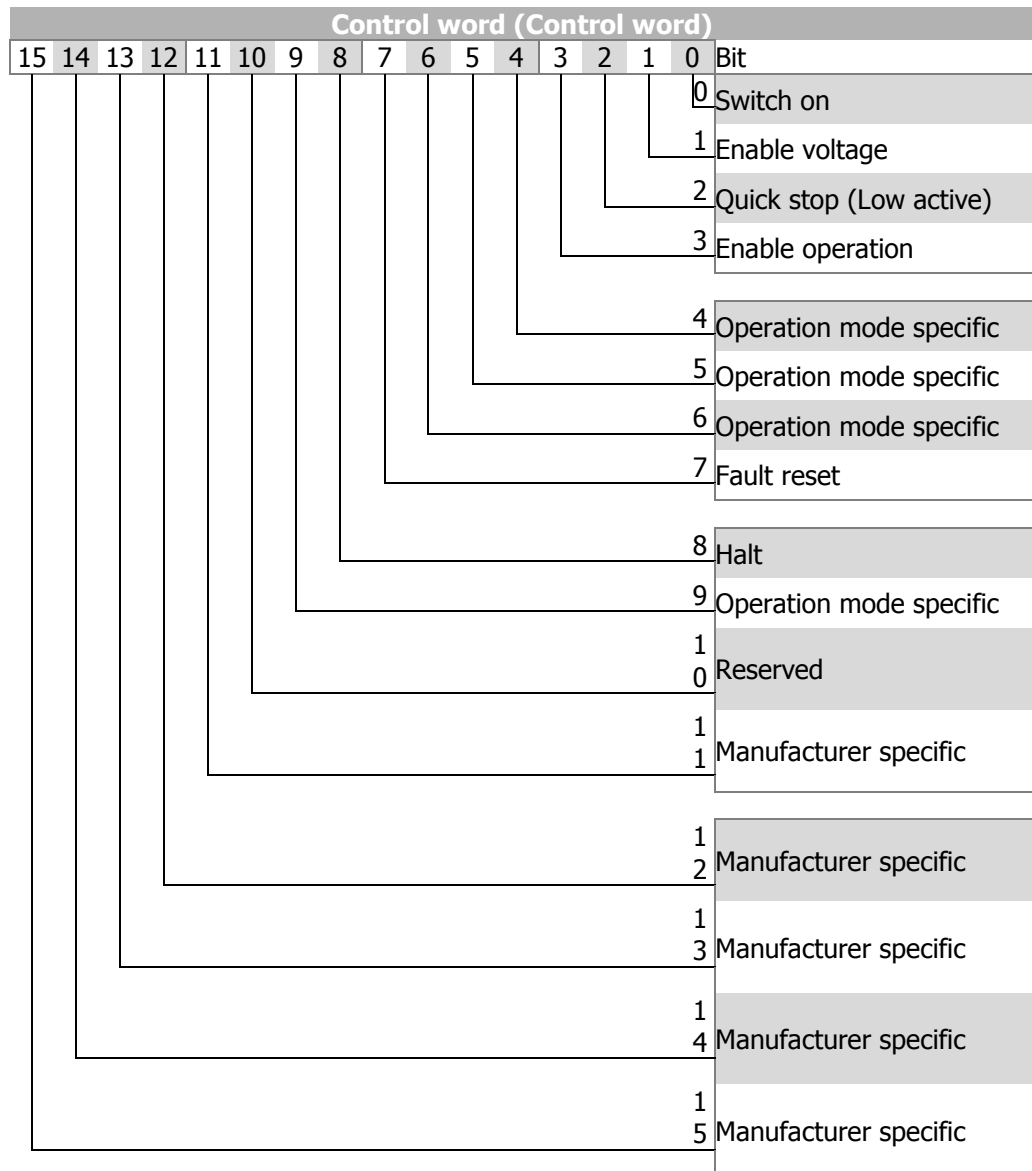 Control word (Control word)
15 14 13 12 11 10 9 8 7 6 5 4 3 2 1 0 Bit
0 Switch on
1 Enable voltage
2 Quick stop (Low active)
3 Enable operation
4 Operation mode specific
5 Operation mode specific
6 Operation mode specific
7 Fault reset
8 Halt
9 Operation mode specific
1
0 Reserved
1
1 Manufacturer specific
1
2 Manufacturer specific
1
3 Manufacturer specific
1
4 Manufacturer specific
1
5 Manufacturer specific